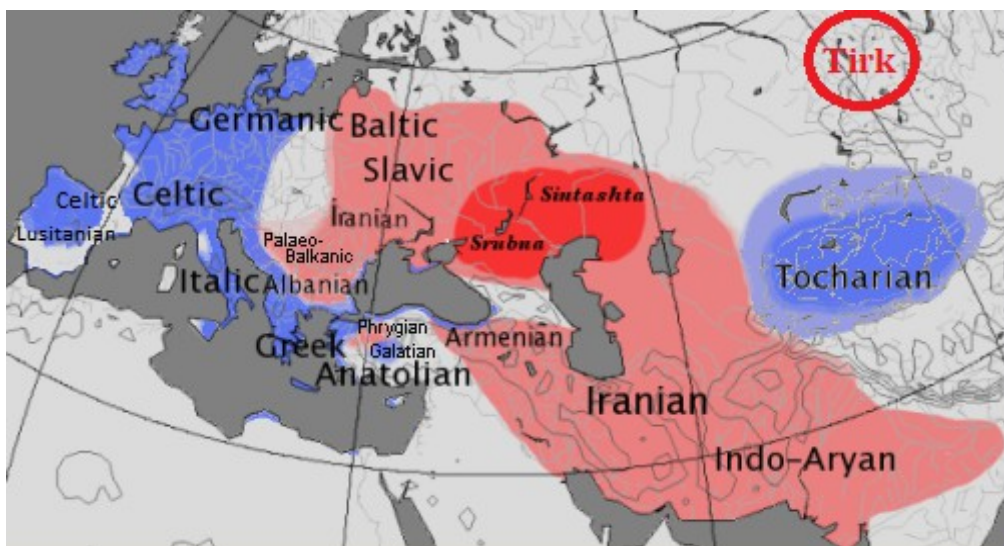 Tirk
Germanic
Baltic
Slavic
Celtic
Celtic
Lusitanian
Iranian
Sintashta
Srubna
Palaeo-
Balkanic
Italic
Albanian
Tocharian
Greek
Phrygian
Galatian
Armenian
Anatolian
Iranian
Indo-Aryan